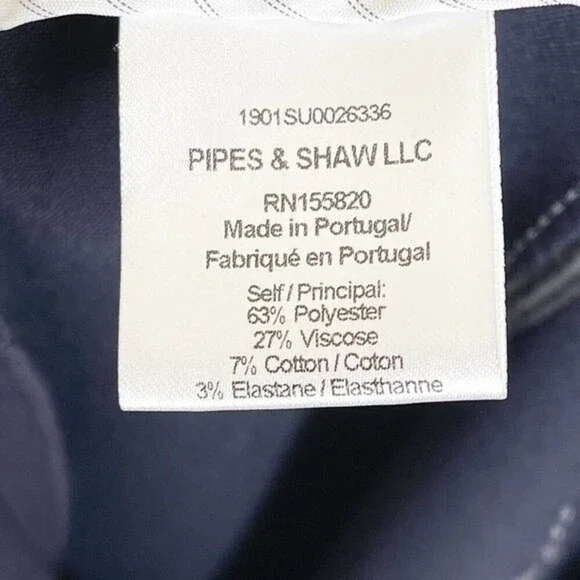 1901SU0026336
PIPES & SHAW LLC
RN155820
Made in Portugal/
Fabriqué en Portugal
Self / Principal:
63% Polyester
27% Viscose
7% Cotton / Coton
3% Elastane / Elasthanne